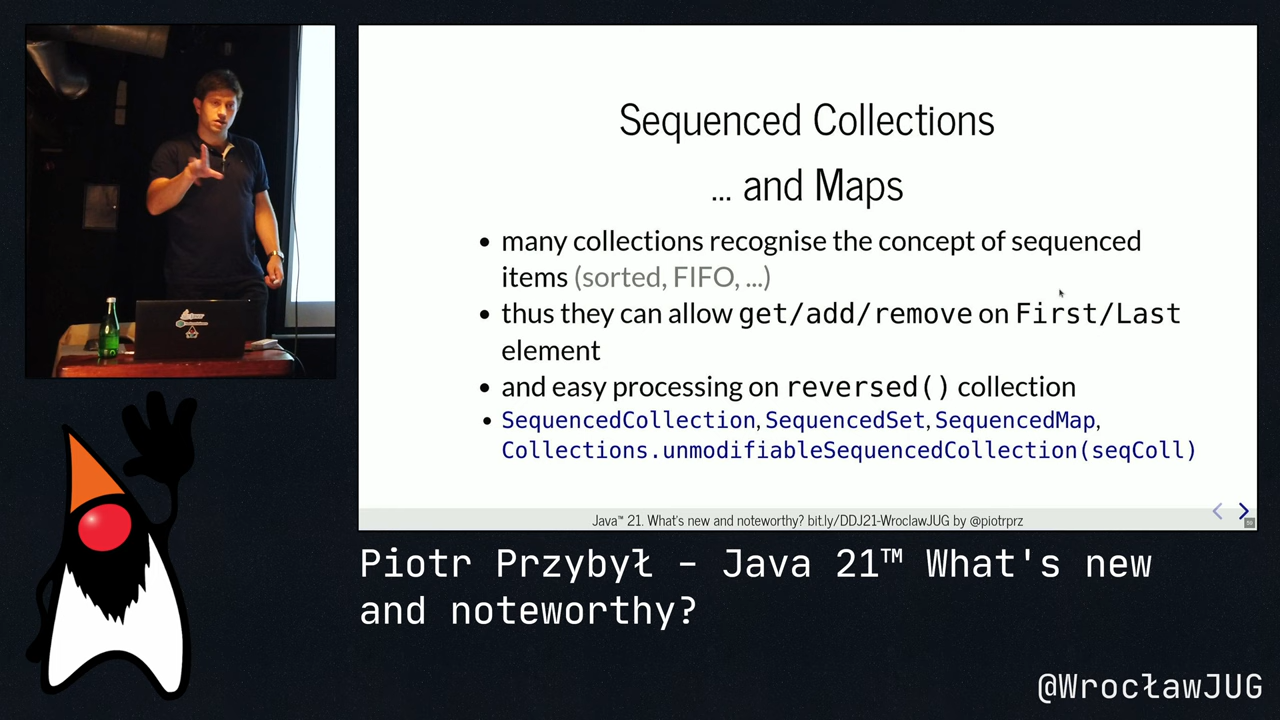 Sequenced Collections
... and Maps
many collections recognise the concept of sequenced
items (sorted, FIFO, ...)
thus they can allow get/add/remove on First/Last
element
and easy processing on reversed() collection
SequencedCollection, SequencedSet, SequencedMap,
Collections.unmodifiableSequencedCollection(seqColl)
Java™ 21. What's new and noteworthy? bit.ly/DDJ21-WroclawJUG by @piotrprz
Piotr Przybył – Java 21™ What's new
and noteworthy?
@WrocławJUG